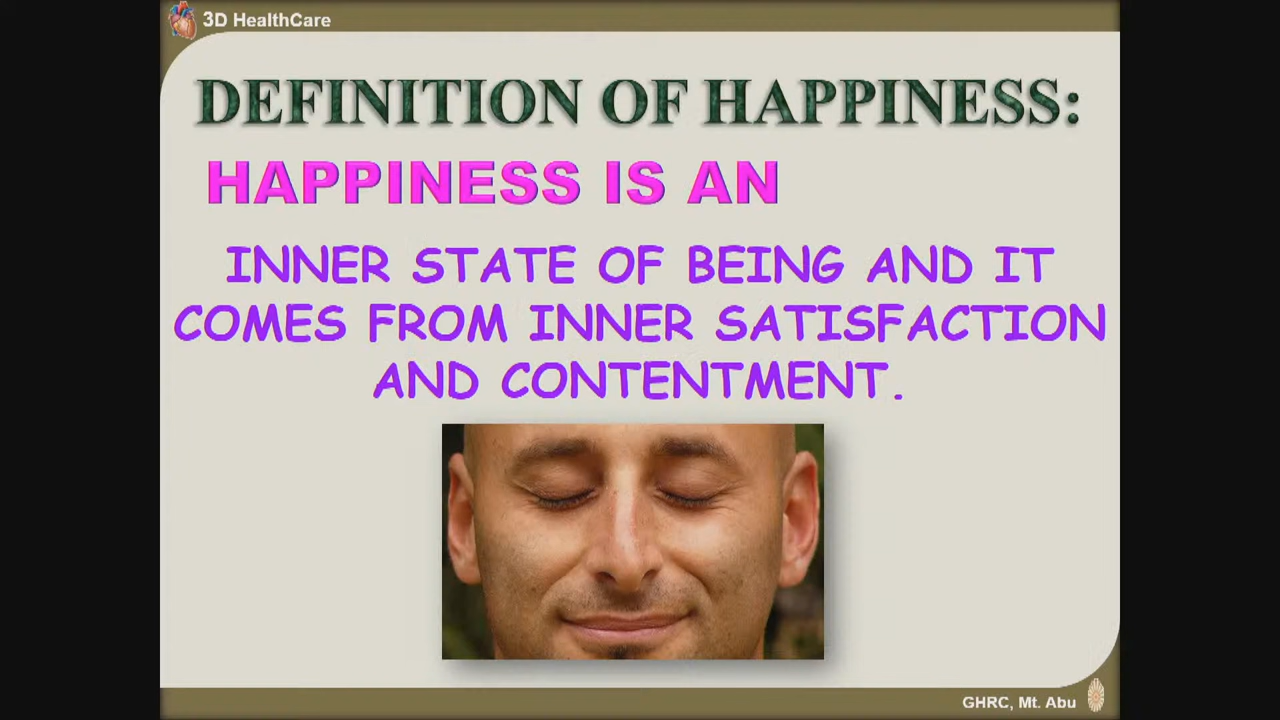 3D HealthCare
DEFINITION OF HAPPINESS:
HAPPINESS IS AN
INNER STATE OF BEING AND IT
COMES FROM INNER SATISFACTION
AND CONTENTMENT.
GHRC, Mt. Abu